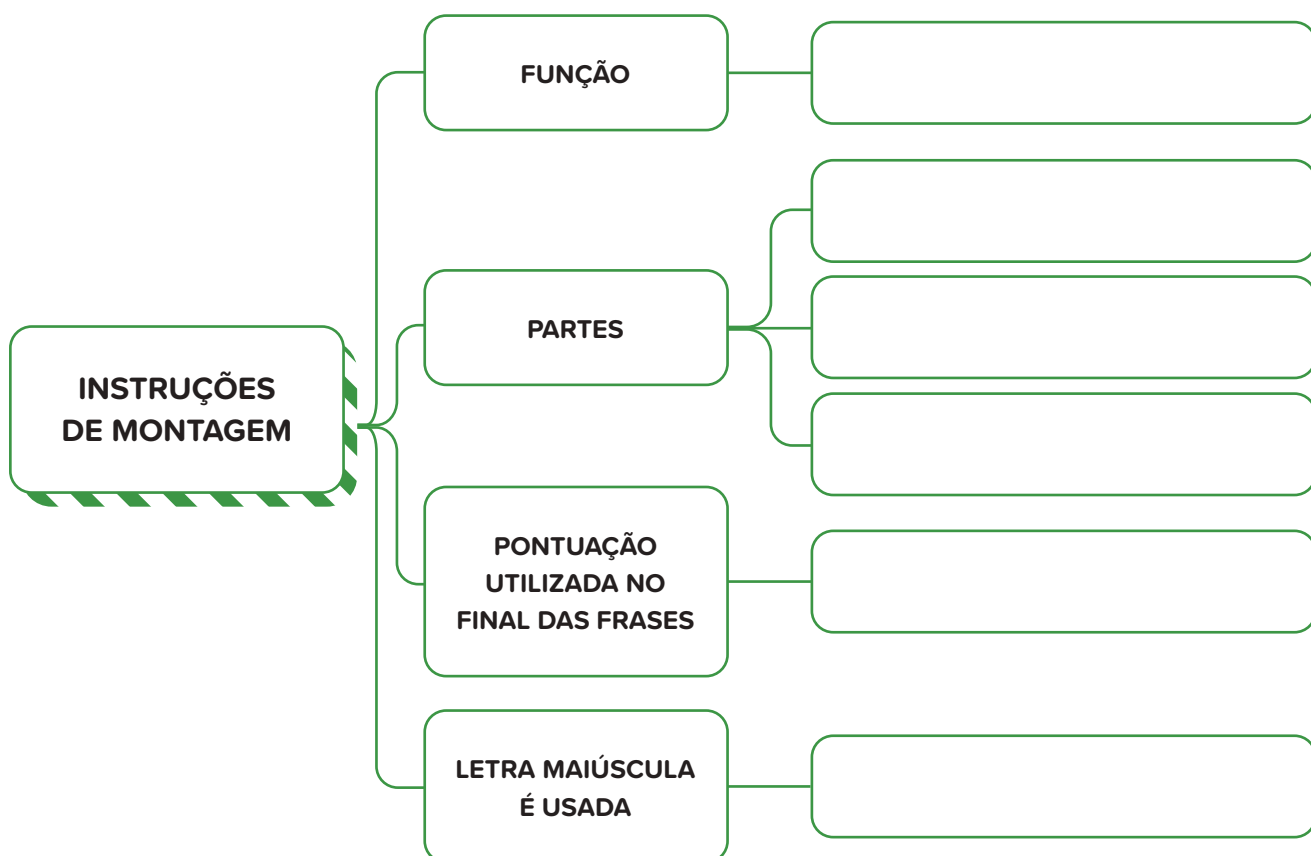 FUNÇÃO
PARTES
INSTRUÇÕES
DE MONTAGEM
PONTUAÇÃO
UTILIZADA NO
FINAL DAS FRASES
LETRA MAIÚSCULA
É USADA